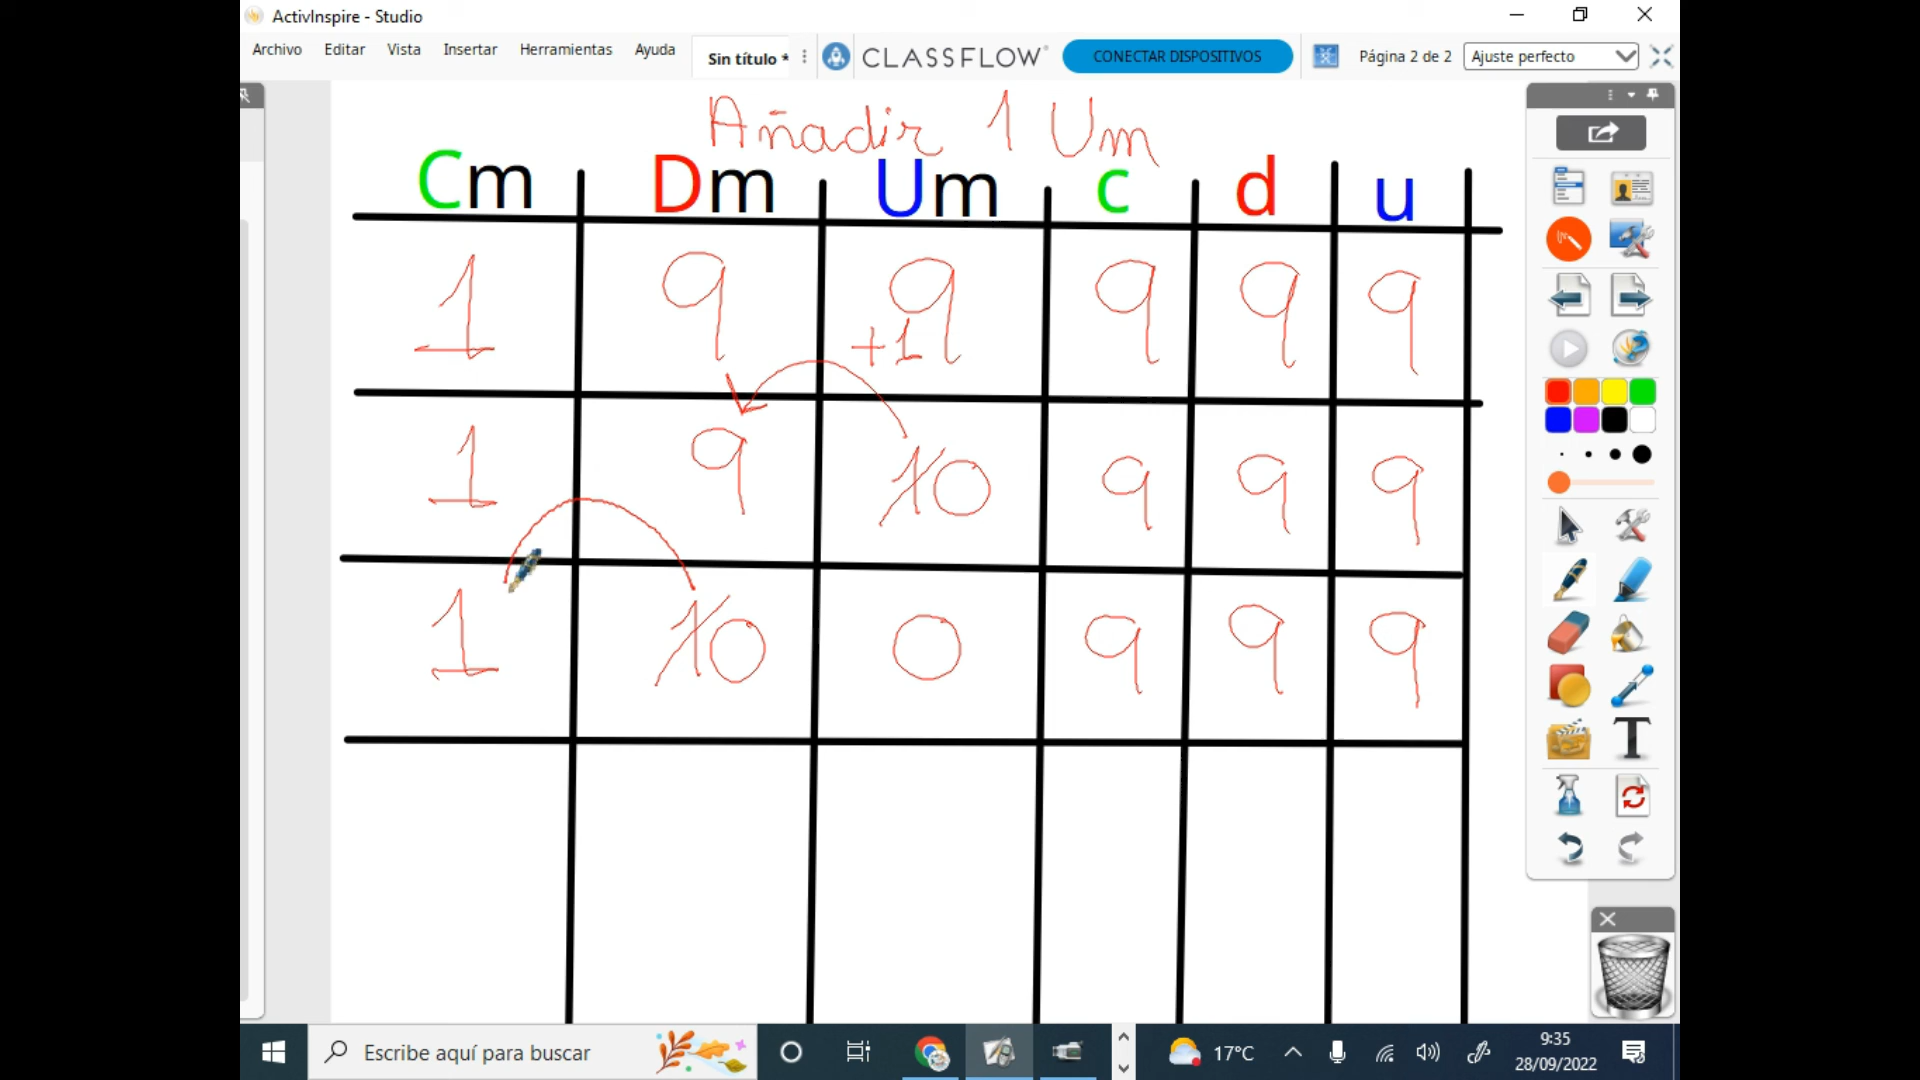 ActivInspire - Studio
Archivo Editar Vista Insertar Herramientas Ayuda Sin título * CLASSFLOW CONECTAR DISPOSITIVOS Página 2 de 2 Ajuste perfecto
Añadir 1 Um
Cm Dm Um c d u
1 9 9 9 9 9
+1
1 9 10 9 9 9
1 10 0 9 9 9
T
Escribe aquí para buscar 17°C 9:35
28/09/2022